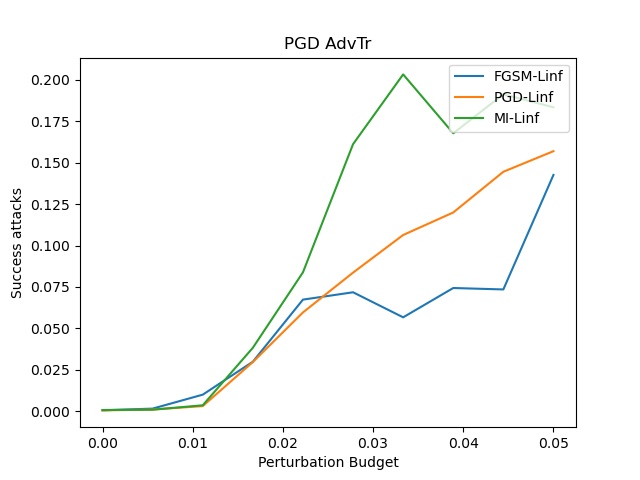 PGD AdvTr
FGSM-Linf
PGD-Linf
MI-Linf
0.200
0.175
0.150
0.125
0.100
0.075
0.050
0.025
0.000
Success attacks
0.00 0.01 0.02 0.03 0.04 0.05
Perturbation Budget